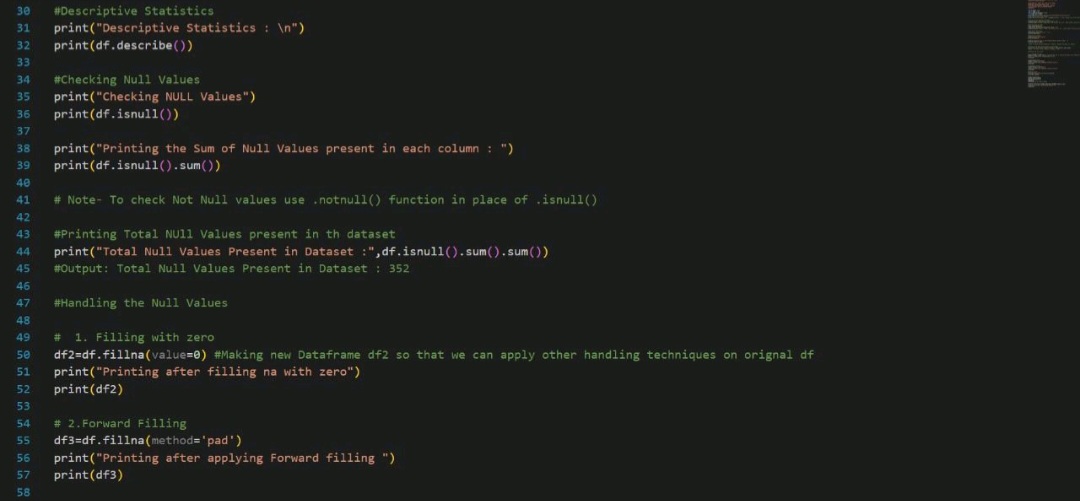 30 #Descriptive Statistics
31 print("Descriptive Statistics : \n")
32 print(df.describe())
33
34 #Checking Null Values
35 print("Checking NULL Values")
36 print(df.isnull())
37
38 print("Printing the Sum of Null Values present in each column : ")
39 print(df.isnull().sum())
40
41 # Note- To check Not Null values use .notnull() function in place of .isnull()
42
43 #Printing Total NUll Values present in th dataset
44 print("Total Null Values Present in Dataset :",df.isnull().sum().sum())
45 #Output: Total Null Values Present in Dataset : 352
46
47 #Handling the Null Values
48
49 #  1. Filling with zero
50 df2=df.fillna(value=0) #Making new Dataframe df2 so that we can apply other handling techniques on orignal df
51 print("Printing after filling na with zero")
52 print(df2)
53
54 # 2.Forward Filling
55 df3=df.fillna(method='pad')
56 print("Printing after applying Forward filling ")
57 print(df3)
58